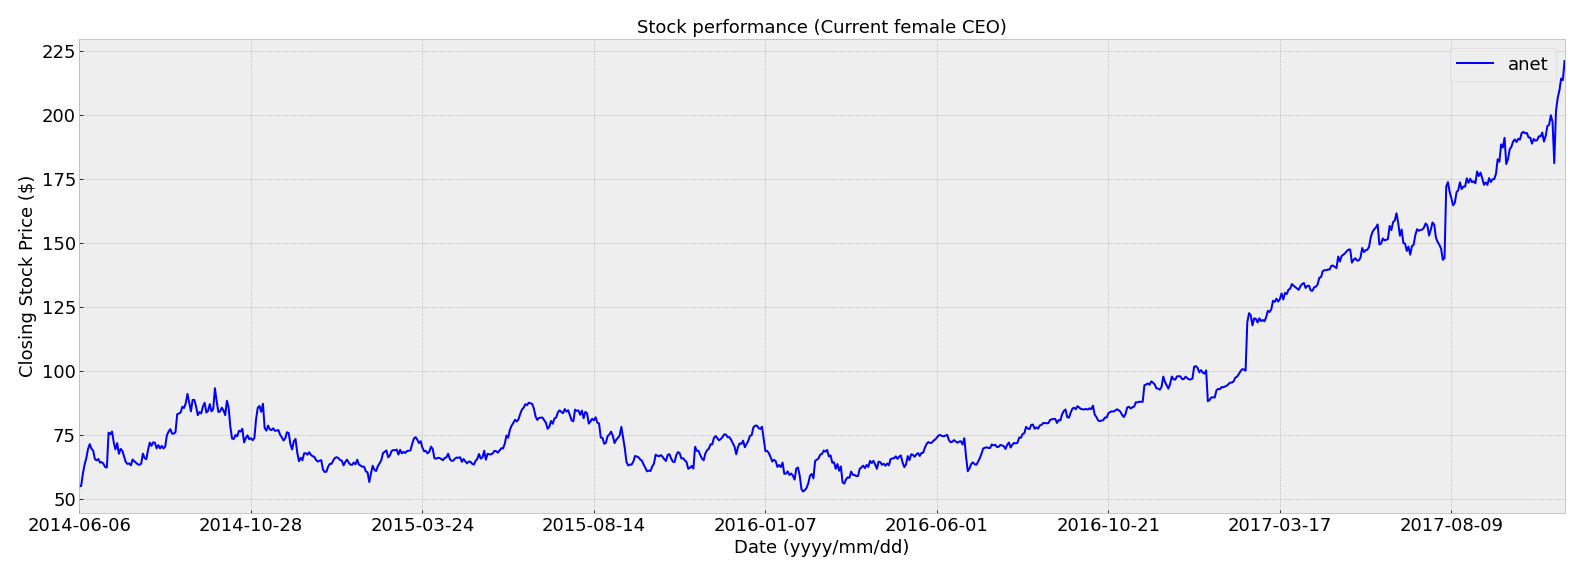 Stock performance (Current female CEO)
anet
Closing Stock Price ($)
225
200
175
150
125
100
75
50
2014-06-06 2014-10-28 2015-03-24 2015-08-14 2016-01-07 2016-06-01 2016-10-21 2017-03-17 2017-08-09
Date (yyyy/mm/dd)